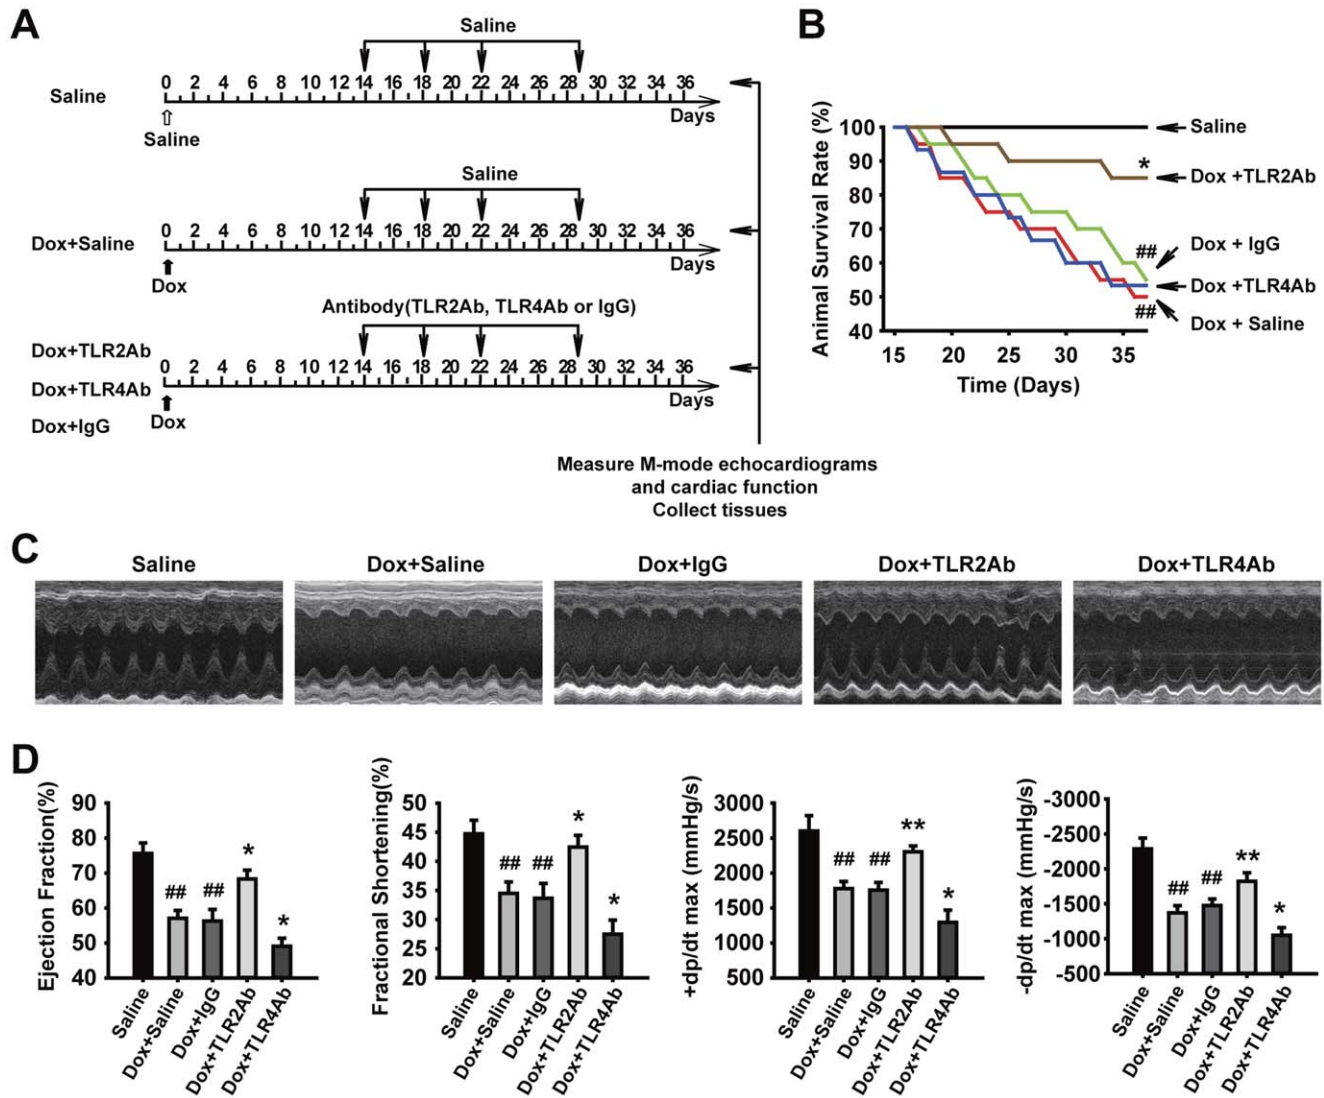 A
Saline
0 2 4 6 8 10 12 14 16 18 20 22 24 26 28 30 32 34 36
Saline
Days
Saline
Saline
0 2 4 6 8 10 12 14 16 18 20 22 24 26 28 30 32 34 36
Dox+Saline
Days
Dox
Antibody(TLR2Ab, TLR4Ab or IgG)
Dox+TLR2Ab
0 2 4 6 8 10 12 14 16 18 20 22 24 26 28 30 32 34 36
Dox+TLR4Ab
Days
Dox
Dox+IgG
Measure M-mode echocardiograms
and cardiac function
Collect tissues
B
Animal Survival Rate (%)
100
90
80
70
60
50
40
15 20 25 30 35
Time (Days)
Saline
*
Dox +TLR2Ab
Dox + IgG
##
Dox +TLR4Ab
##
Dox + Saline
C
Saline Dox+Saline Dox+IgG Dox+TLR2Ab Dox+TLR4Ab
D
Ejection Fraction(%)
90
80
70
60
50
40
## ## * *
Saline
Dox+Saline
Dox+IgG
Dox+TLR2Ab
Dox+TLR4Ab
Fractional Shortening(%)
50
45
40
35
30
25
20
## ## * *
Saline
Dox+Saline
Dox+IgG
Dox+TLR2Ab
Dox+TLR4Ab
+dp/dt max (mmHg/s)
3000
2500
2000
1500
1000
500
## ## ** *
Saline
Dox+Saline
Dox+IgG
Dox+TLR2Ab
Dox+TLR4Ab
-dp/dt max (mmHg/s)
-3000
-2500
-2000
-1500
-1000
-500
## ## ** *
Saline
Dox+Saline
Dox+IgG
Dox+TLR2Ab
Dox+TLR4Ab